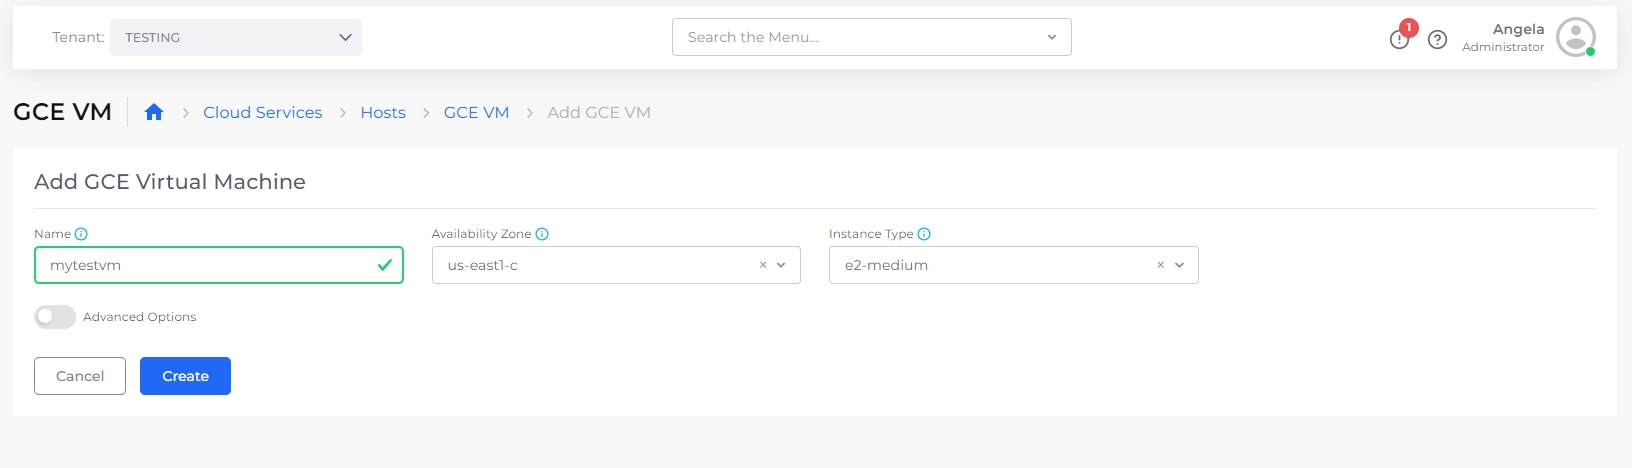 Tenant: TESTING Search the Menu... 1 Angela
Administrator
GCE VM > Cloud Services > Hosts > GCE VM > Add GCE VM
Add GCE Virtual Machine
Name Availability Zone Instance Type
mytestvm us-east1-c × e2-medium ×
Advanced Options
Cancel Create